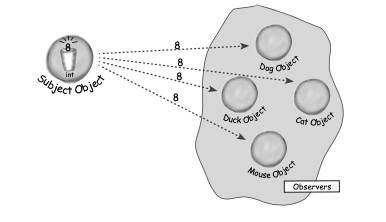 8
int
Subject Object
8
8
8
8
Dog Object
Cat Object
Duck Object
Mouse Object
Observers